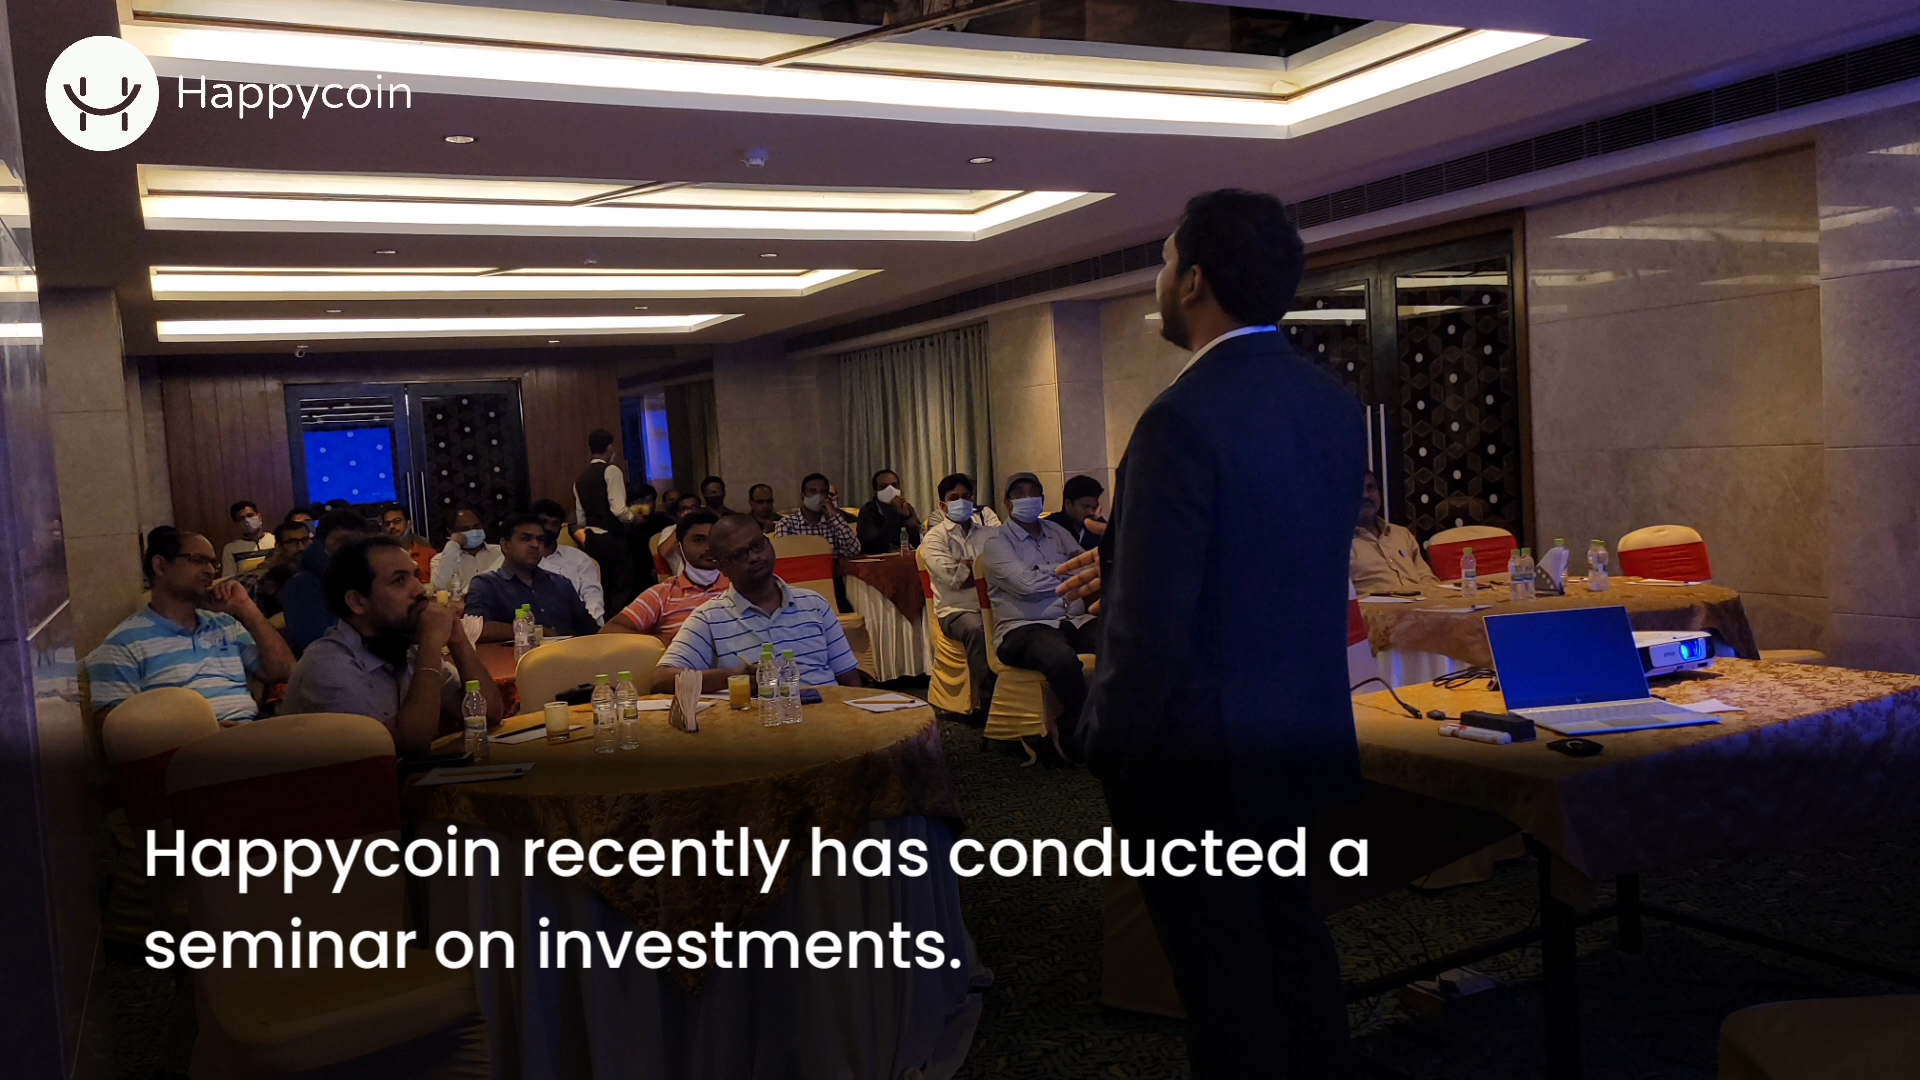 Happycoin
Happycoin recently has conducted a
seminar on investments.